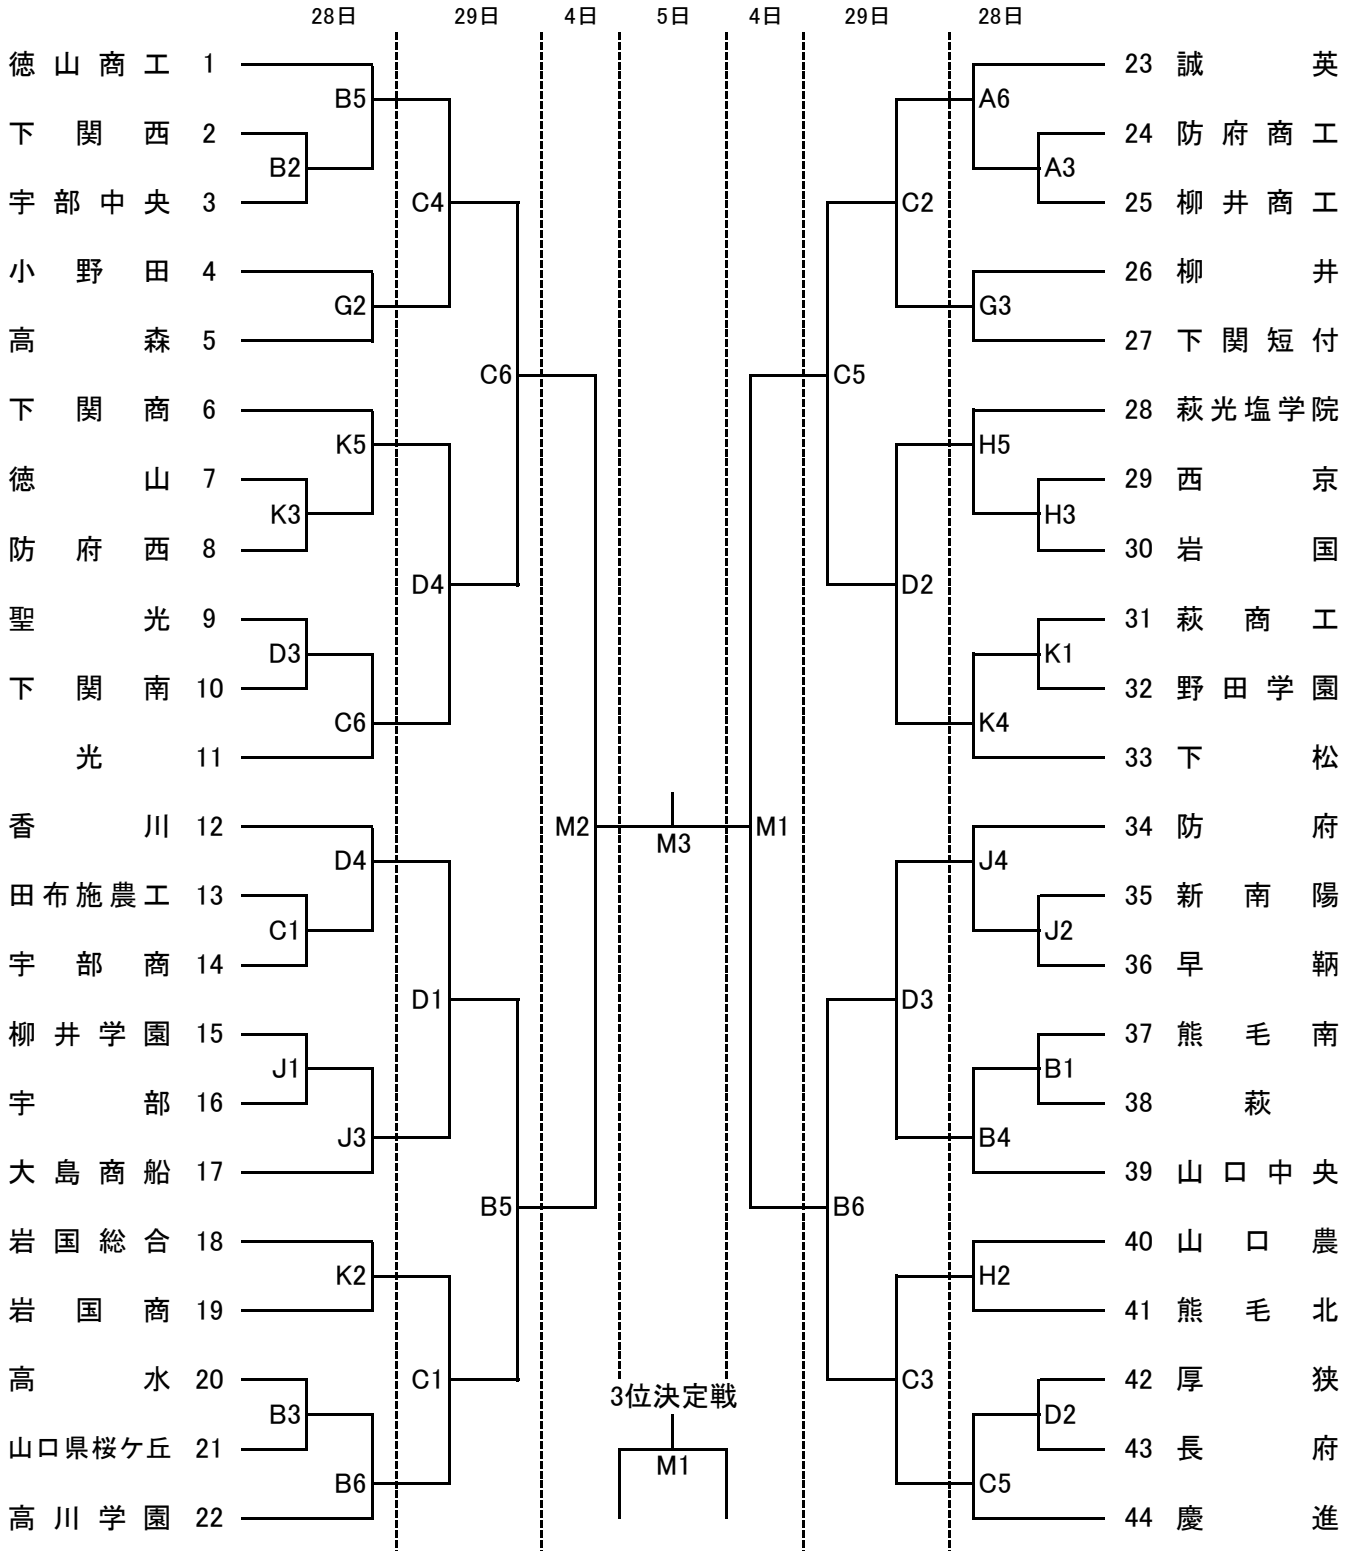 28日 29日 4日 5日 4日 29日 28日
徳山商工 1 23 誠英
B5 A6
下関西 2 24 防府商工
B2 A3
宇部中央 3 C4 C2 25 柳井商工
小野田 4 26 柳井
G2 G3
高森 5 27 下関短付
C6 C5
下関商 6 28 萩光塩学院
K5 H5
徳山 7 29 西京
K3 H3
防府西 8 30 岩国
D4 D2
聖光 9 31 萩商工
D3 K1
下関南 10 32 野田学園
C6 K4
光 11 33 下松
香川 12 M2 M3 M1 34 防府
D4 J4
田布施農工 13 35 新南陽
C1 J2
宇部商 14 36 早鞆
D1 D3
柳井学園 15 37 熊毛南
J1 B1
宇部 16 38 萩
J3 B4
大島商船 17 39 山口中央
B5 B6
岩国総合 18 40 山口農
K2 H2
岩国商 19 41 熊毛北
高水 20 C1 C3 42 厚狭
3位決定戦
B3 D2
山口県桜ケ丘 21 43 長府
M1
B6 C5
高川学園 22 44 慶進